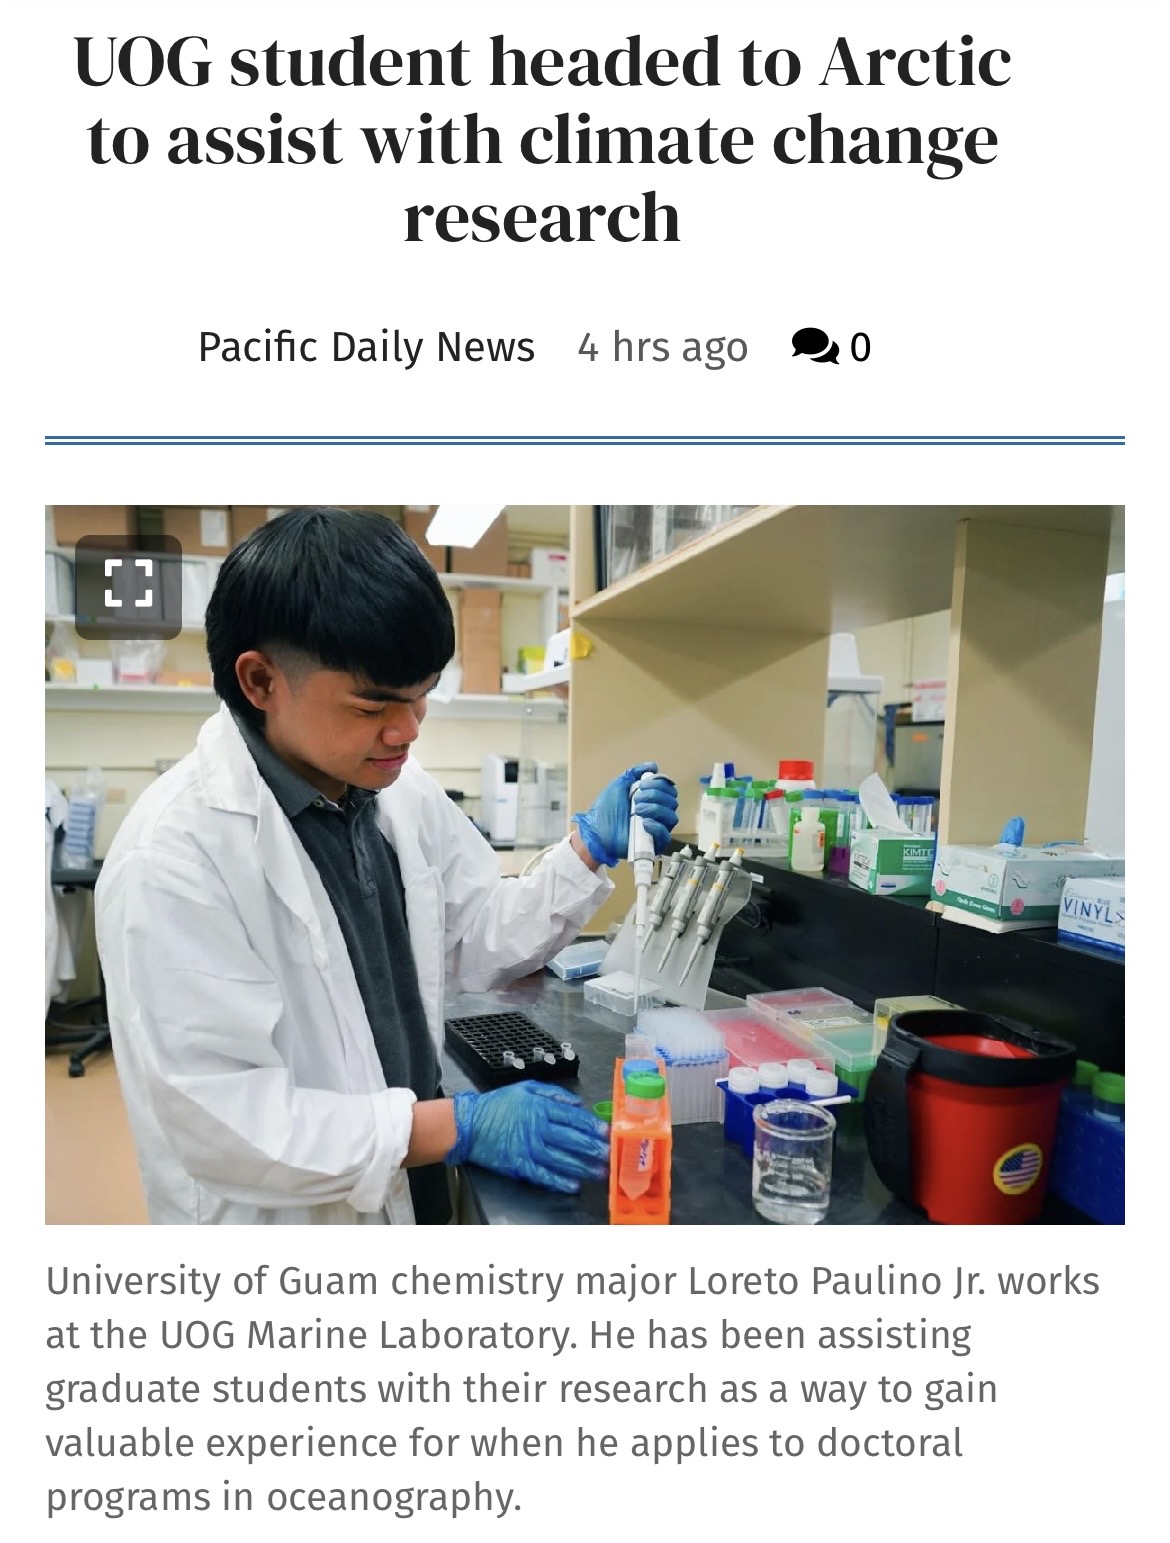 UOG student headed to Arctic
to assist with climate change
research
Pacific Daily News 4 hrs ago 0
KIMTE
VINYL
University of Guam chemistry major Loreto Paulino Jr. works
at the UOG Marine Laboratory. He has been assisting
graduate students with their research as a way to gain
valuable experience for when he applies to doctoral
programs in oceanography.